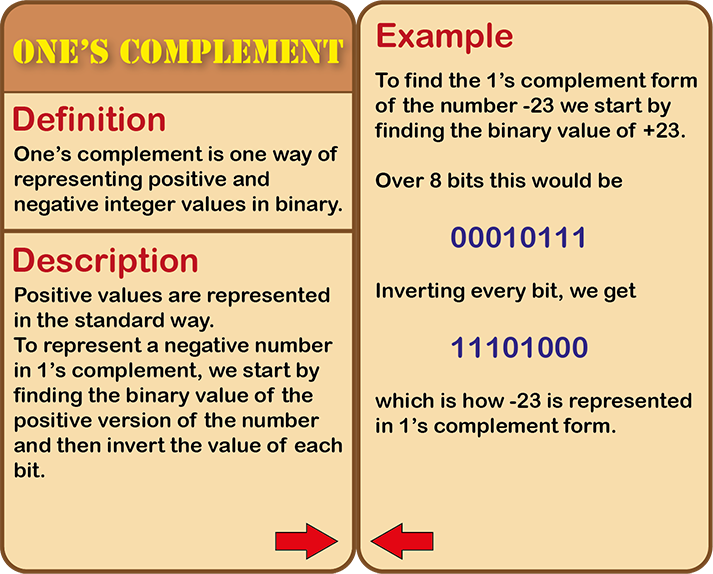 ONE'S COMPLEMENT
Definition
One's complement is one way of
representing positive and
negative integer values in binary.
Description
Positive values are represented
in the standard way.
To represent a negative number
in 1's complement, we start by
finding the binary value of the
positive version of the number
and then invert the value of each
bit.
Example
To find the 1's complement form
of the number -23 we start by
finding the binary value of +23.
Over 8 bits this would be
00010111
Inverting every bit, we get
11101000
which is how -23 is represented
in 1's complement form.